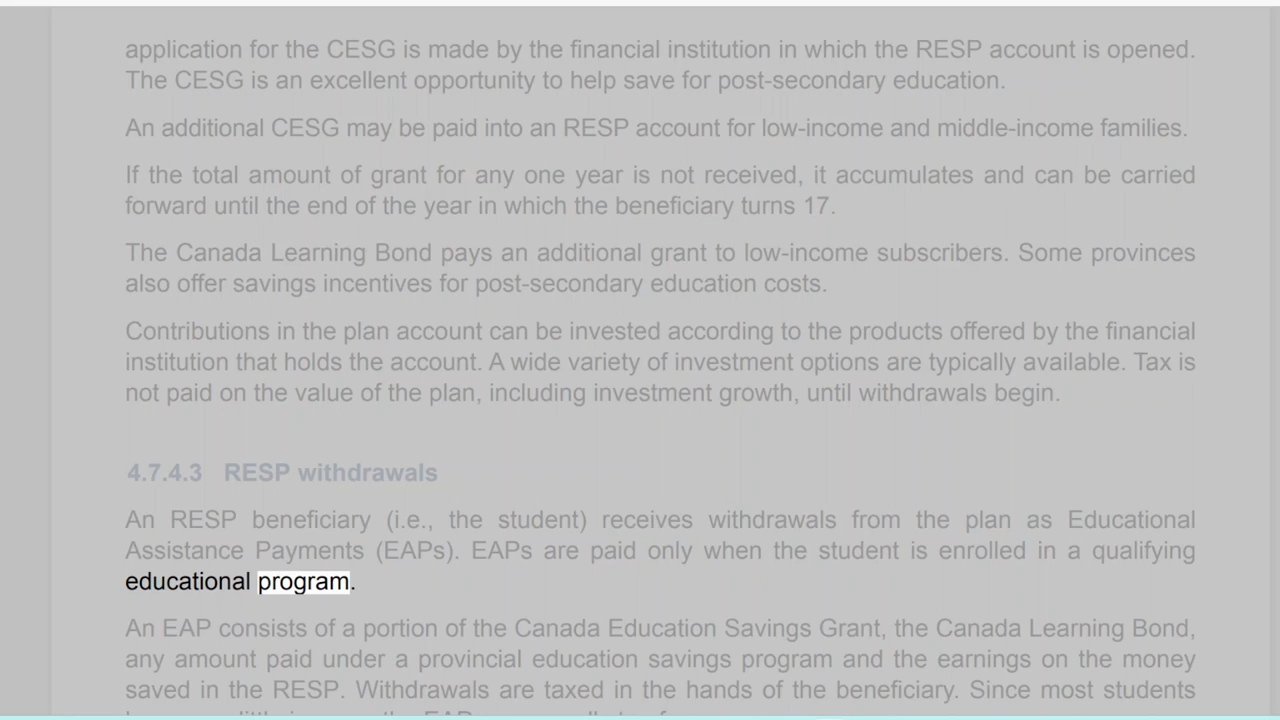 application for the CESG is made by the financial institution in which the RESP account is opened.
The CESG is an excellent opportunity to help save for post-secondary education.
An additional CESG may be paid into an RESP account for low-income and middle-income families.
If the total amount of grant for any one year is not received, it accumulates and can be carried
forward until the end of the year in which the beneficiary turns 17.
The Canada Learning Bond pays an additional grant to low-income subscribers. Some provinces
also offer savings incentives for post-secondary education costs.
Contributions in the plan account can be invested according to the products offered by the financial
institution that holds the account. A wide variety of investment options are typically available. Tax is
not paid on the value of the plan, including investment growth, until withdrawals begin.
4.7.4.3 RESP withdrawals
An RESP beneficiary (i.e., the student) receives withdrawals from the plan as Educational
Assistance Payments (EAPs). EAPs are paid only when the student is enrolled in a qualifying
educational program.
An EAP consists of a portion of the Canada Education Savings Grant, the Canada Learning Bond,
any amount paid under a provincial education savings program and the earnings on the money
saved in the RESP. Withdrawals are taxed in the hands of the beneficiary. Since most students